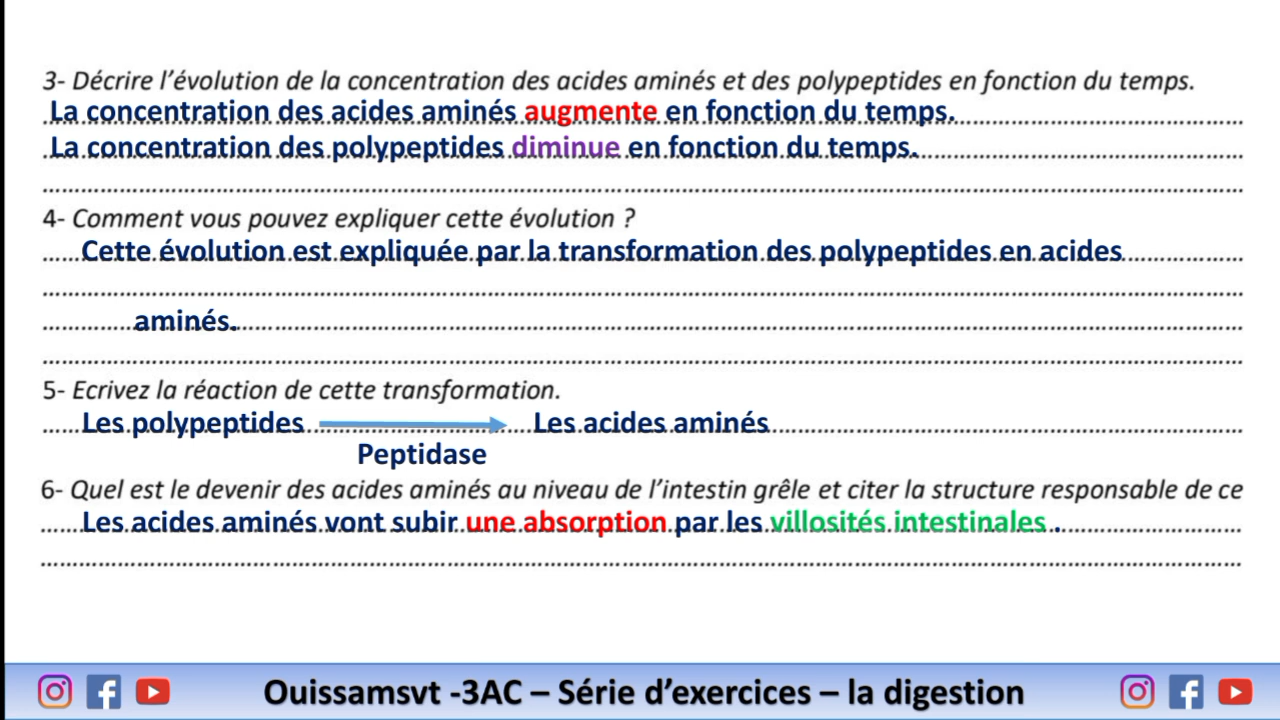 3- Décrire l'évolution de la concentration des acides aminés et des polypeptides en fonction du temps.
La concentration des acides aminés augmente en fonction du temps.
La concentration des polypeptides diminue en fonction du temps.
4- Comment vous pouvez expliquer cette évolution ?
Cette évolution est expliquée par la transformation des polypeptides en acides
aminés.
5- Ecrivez la réaction de cette transformation.
Les polypeptides Les acides aminés
Peptidase
6- Quel est le devenir des acides aminés au niveau de l'intestin grêle et citer la structure responsable de ce
Les acides aminés vont subir une absorption par les villosités intestinales .
Ouissamsvt -3AC – Série d'exercices – la digestion